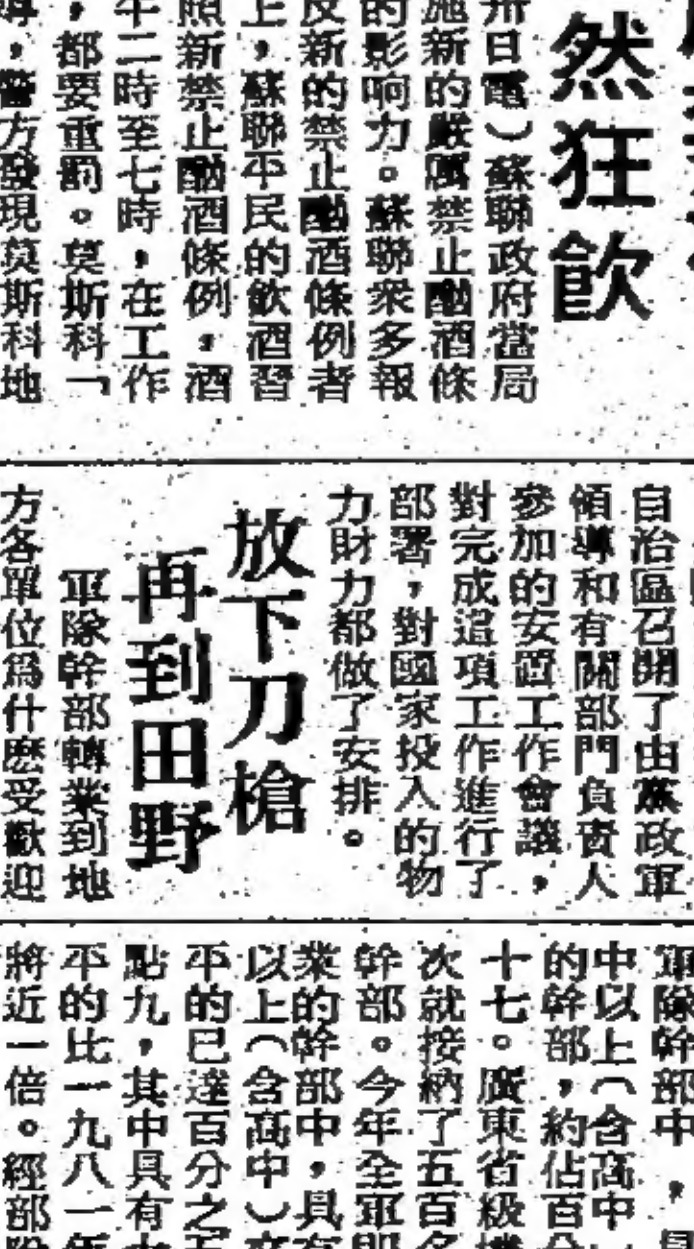 然狂飲
卅日電）蘇聯政府當局
施新的嚴厲禁止酗酒條
的影响力。蘇聯衆多報
反新的禁止酗酒條例者
上，蘇聯平民的飲酒習
照新禁止酗酒條例，酒
午二時至七時，在工作
，都要重罰。莫斯科「
導，警方發現莫斯科地
自治區召開了由黨政軍
領導和有關部門負責人
參加的安置工作會議，
對完成這項工作進行了
部署，對國家投入的物
力財力都做了安排。
放下刀槍
再到田野
軍隊幹部轉業到地
方各單位爲什麽受歡迎
軍隊幹部中，
中以上（含高中）
的幹部，約佔百分
十七。廣東省級機
次就接納了五百名
幹部。今年全軍即
業的幹部中，具有
以上（含高中）文
平的已達百分之五
點九，其中具有大
平的比一九八一年
將近一倍。經部隊